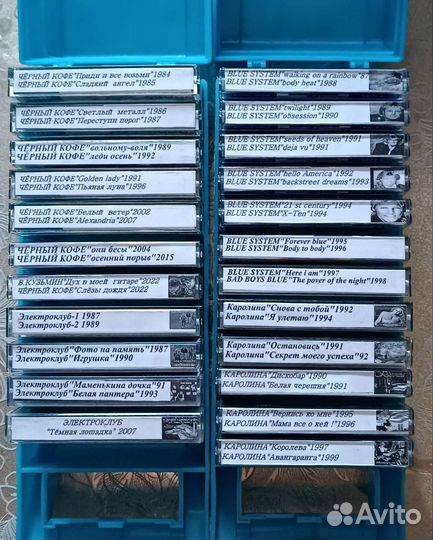 ЧЁРНЫЙ КОФЕ"Приди и все возьми"1984
ЧЁРНЫЙ КОФЕ"Сладкий ангел"1985
ЧЁРНЫЙ КОФЕ"Светлый металл"1986
ЧЁРНЫЙ КОФЕ"Переступи порог"1987
ЧЁРНЫЙ КОФЕ"вольному-воля"1989
ЧЁРНЫЙ КОФЕ"леди осень"1992
ЧЁРНЫЙ КОФЕ"Golden lady"1991
ЧЁРНЫЙ КОФЕ"Пьяная луна"1996
ЧЁРНЫЙ КОФЕ"Белый ветер"2002
ЧЁРНЫЙ КОФЕ"Alexandria"2007
ЧЁРНЫЙ КОФЕ"они бесы"2004
ЧЁРНЫЙ КОФЕ"осенний порыв"2015
В.КУЗЬМИН"Дух в моей гитаре"2022
ЧЁРНЫЙ КОФЕ"Слёзы дождя"2022
Электроклуб-1 1987
Электроклуб-2 1989
Электроклуб"Фото на память"1987
Электроклуб"Игрушка"1990
Электроклуб"Маменькина дочка"91
Электроклуб"Белая пантера"1993
ЭЛЕКТРОКЛУБ
"Тёмная лошадка" 2007
BLUE SYSTEM"walking on a rainbow"87
BLUE SYSTEM"body heat"1988
BLUE SYSTEM"twilight"1989
BLUE SYSTEM"obsession"1990
BLUE SYSTEM"seeds of heaven"1991
BLUE SYSTEM"deja vu"1991
BLUE SYSTEM"hello America"1992
BLUE SYSTEM"backstreet dreams"1993
BLUE SYSTEM"21 st century"1994
BLUE SYSTEM"X-Ten"1994
BLUE SYSTEM"Forever blue"1995
BLUE SYSTEM"Body to body"1996
BLUE SYSTEM"Here i am"1997
BAD BOYS BLUE"The pover of the night"1998
Каролина"Снова с тобой"1992
Каролина"Я улетаю"1994
Каролина"Остановись"1991
Каролина"Секрет моего успеха"92
КАРОЛИНА"Дискобар"1990
КАРОЛИНА"Белая черешня"1991
КАРОЛИНА"Вернись ко мне"1995
КАРОЛИНА"Мама все о кей !"1996
КАРОЛИНА"Королева"1997
КАРОЛИНА"Авангаранга"1999
Avito